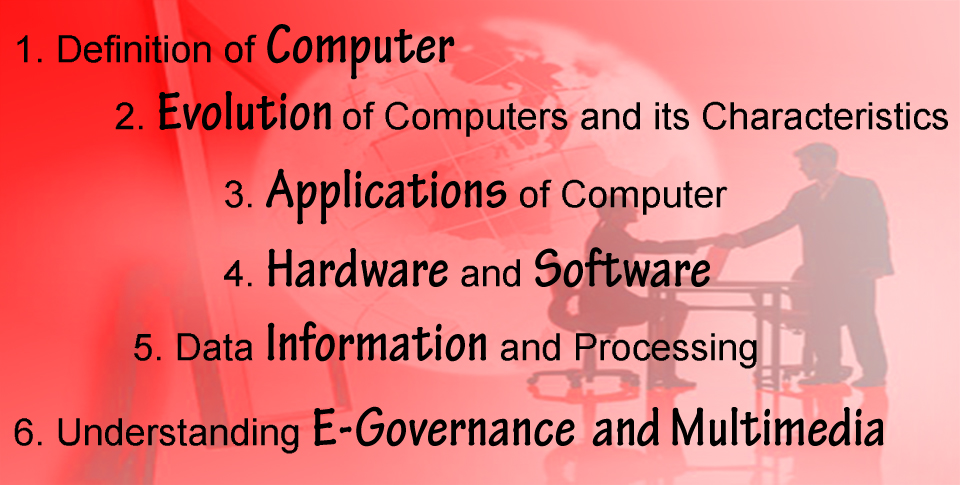 1. Definition of Computer
2. Evolution of Computers and its Characteristics
3. Applications of Computer
4. Hardware and Software
5. Data Information and Processing
6. Understanding E-Governance and Multimedia